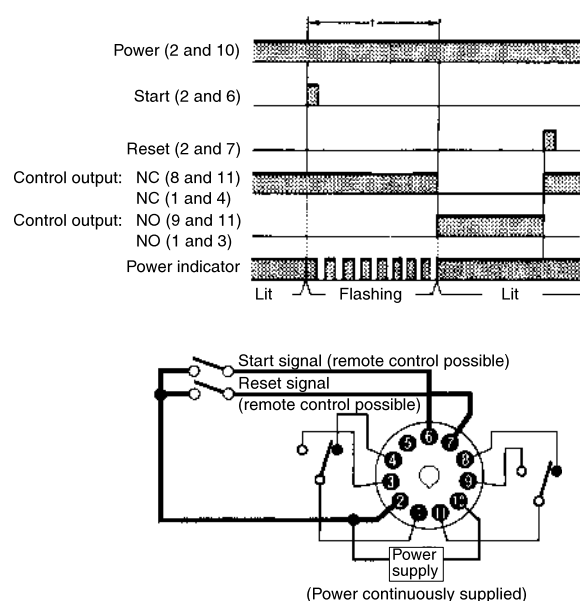 t
Power (2 and 10)
Start (2 and 6)
Reset (2 and 7)
Control output: NC (8 and 11)
NC (1 and 4)
Control output: NO (9 and 11)
NO (1 and 3)
Power indicator
Lit Flashing Lit
Start signal (remote control possible)
Reset signal
(remote control possible)
6
5 7
4 8
3 9
2 10
1 11
Power
supply
(Power continuously supplied)